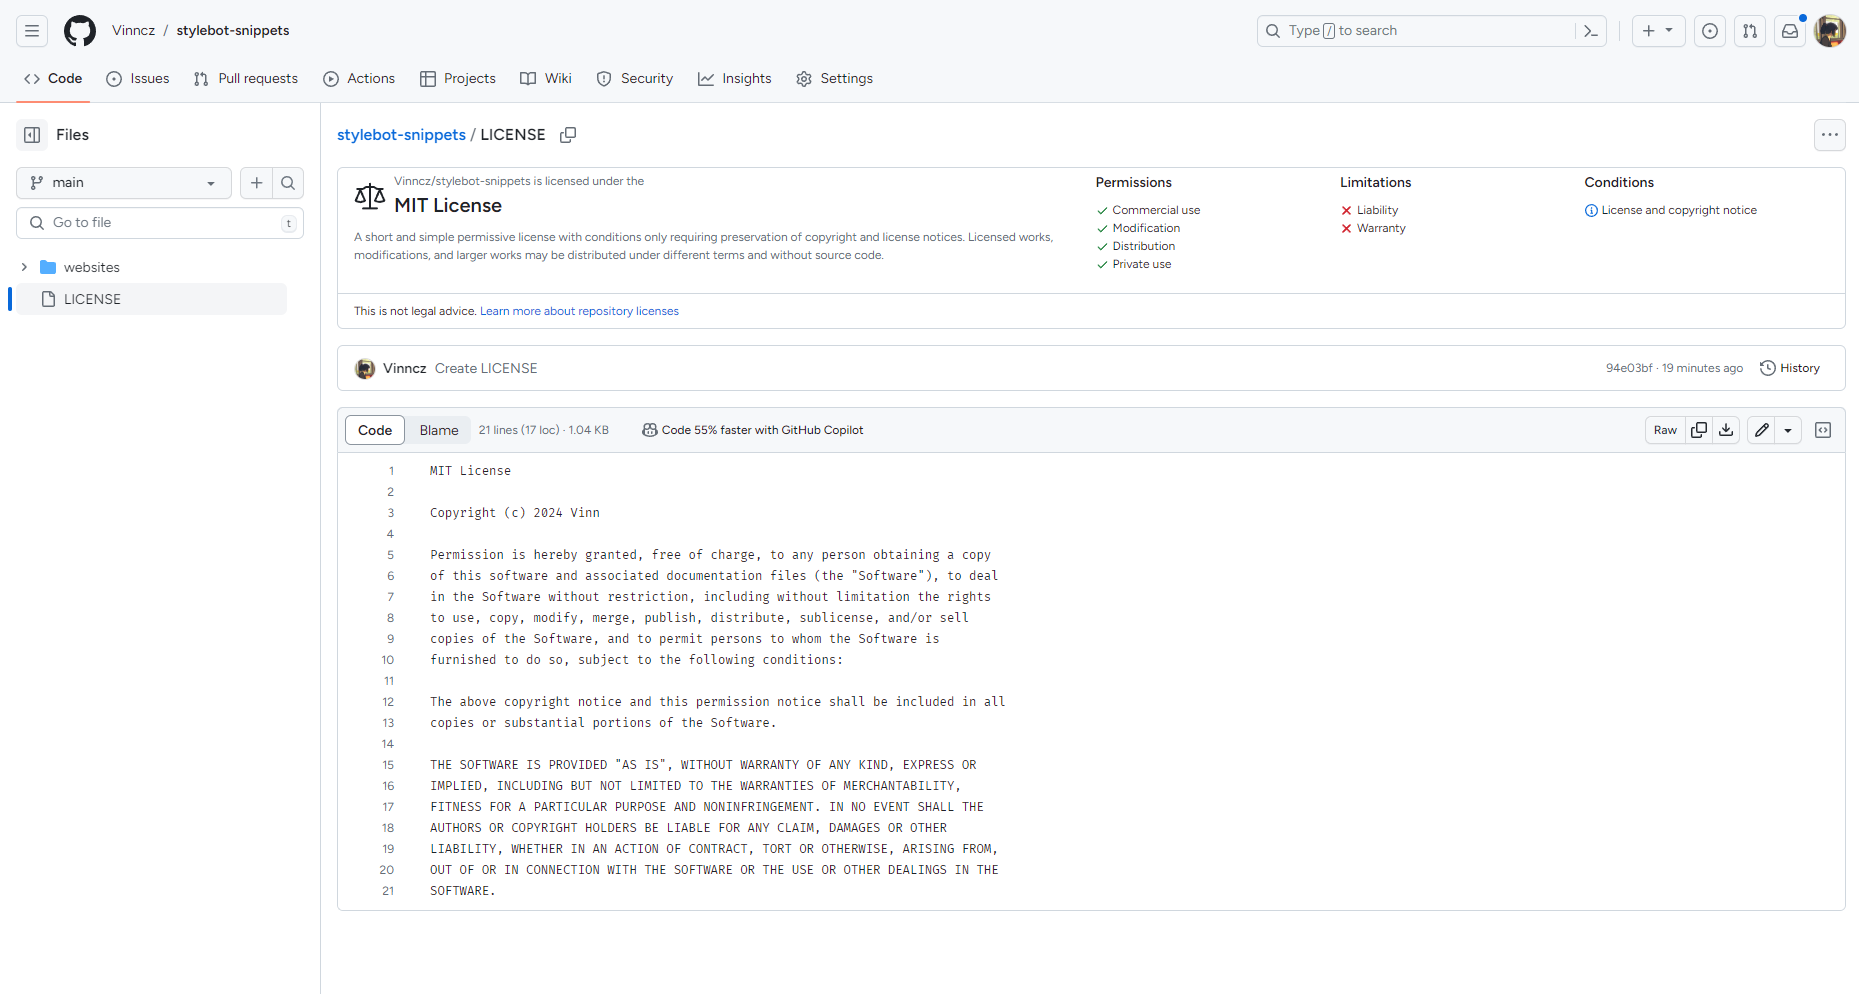 Vinncz / stylebot-snippets
Type / to search
Code Issues Pull requests Actions Projects Wiki Security Insights Settings
Files
main
Go to file t
websites
LICENSE
stylebot-snippets / LICENSE
Vinncz/stylebot-snippets is licensed under the
MIT License
A short and simple permissive license with conditions only requiring preservation of copyright and license notices. Licensed works,
modifications, and larger works may be distributed under different terms and without source code.
Permissions
Commercial use
Modification
Distribution
Private use
Limitations
Liability
Warranty
Conditions
License and copyright notice
This is not legal advice. Learn more about repository licenses
Vinncz Create LICENSE
94e03bf · 19 minutes ago History
Code Blame 21 lines (17 loc) · 1.04 KB Code 55% faster with GitHub Copilot
Raw
1 MIT License
2
3 Copyright (c) 2024 Vinn
4
5 Permission is hereby granted, free of charge, to any person obtaining a copy
6 of this software and associated documentation files (the "Software"), to deal
7 in the Software without restriction, including without limitation the rights
8 to use, copy, modify, merge, publish, distribute, sublicense, and/or sell
9 copies of the Software, and to permit persons to whom the Software is
10 furnished to do so, subject to the following conditions:
11
12 The above copyright notice and this permission notice shall be included in all
13 copies or substantial portions of the Software.
14
15 THE SOFTWARE IS PROVIDED "AS IS", WITHOUT WARRANTY OF ANY KIND, EXPRESS OR
16 IMPLIED, INCLUDING BUT NOT LIMITED TO THE WARRANTIES OF MERCHANTABILITY,
17 FITNESS FOR A PARTICULAR PURPOSE AND NONINFRINGEMENT. IN NO EVENT SHALL THE
18 AUTHORS OR COPYRIGHT HOLDERS BE LIABLE FOR ANY CLAIM, DAMAGES OR OTHER
19 LIABILITY, WHETHER IN AN ACTION OF CONTRACT, TORT OR OTHERWISE, ARISING FROM,
20 OUT OF OR IN CONNECTION WITH THE SOFTWARE OR THE USE OR OTHER DEALINGS IN THE
21 SOFTWARE.